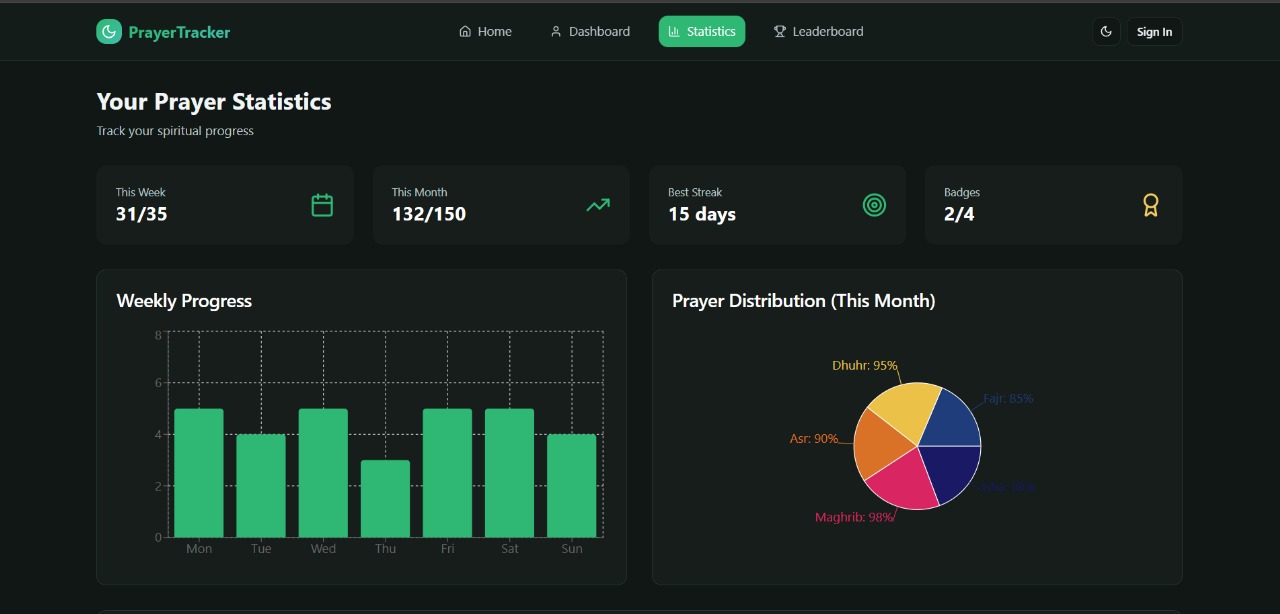 PrayerTracker
Home
Dashboard
Statistics
Leaderboard
Sign In
Your Prayer Statistics
Track your spiritual progress
This Week
31/35
This Month
132/150
Best Streak
15 days
Badges
2/4
Weekly Progress
8
6
4
2
0
Mon Tue Wed Thu Fri Sat Sun
Prayer Distribution (This Month)
Dhuhr: 95%
Fajr: 85%
Asr: 90%
Maghrib: 98%